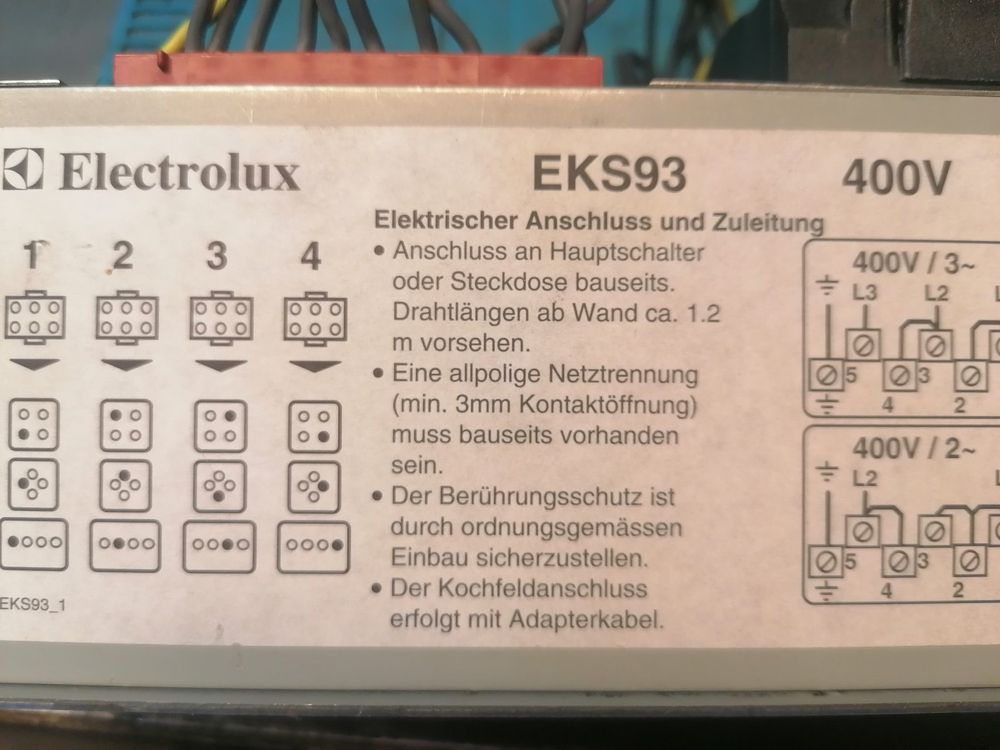 Electrolux EKS93 400V
Elektrischer Anschluss und Zuleitung
1 2 3 4
• Anschluss an Hauptschalter
oder Steckdose bauseits.
Drahtlängen ab Wand ca. 1.2
m vorsehen.
• Eine allpolige Netztrennung
(min. 3mm Kontaktöffnung)
muss bauseits vorhanden
sein.
• Der Berührungsschutz ist
durch ordnungsgemässen
Einbau sicherzustellen.
• Der Kochfeldanschluss
erfolgt mit Adapterkabel.
EKS93_1
400V / 3~
L3 L2
5 3
4 2
400V / 2~
L2
5 3
4 2